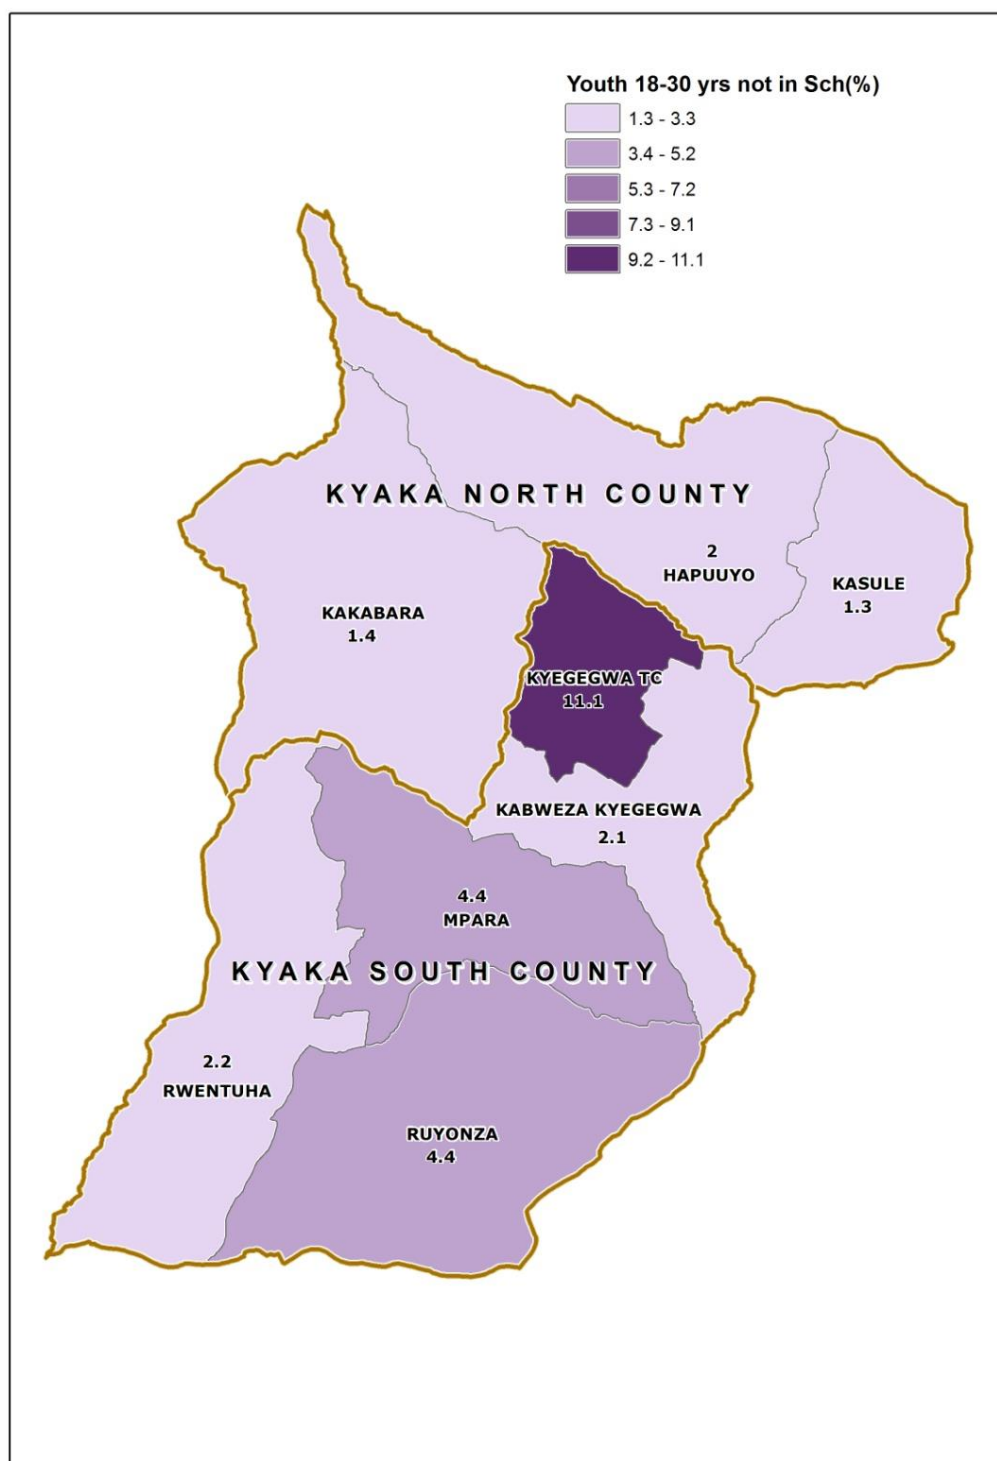 Youth 18-30 yrs not in Sch(%)
1.3 - 3.3
3.4 - 5.2
5.3 - 7.2
7.3 - 9.1
9.2 - 11.1
KYAKA NORTH COUNTY
2
HAPUUYO
KASULE
1.3
KAKABARA
1.4
KYEGEGWA TC
11.1
KABWEZA KYEGEGWA
2.1
4.4
MPARA
KYAKA SOUTH COUNTY
2.2
RWENTUHA
RUYONZA
4.4